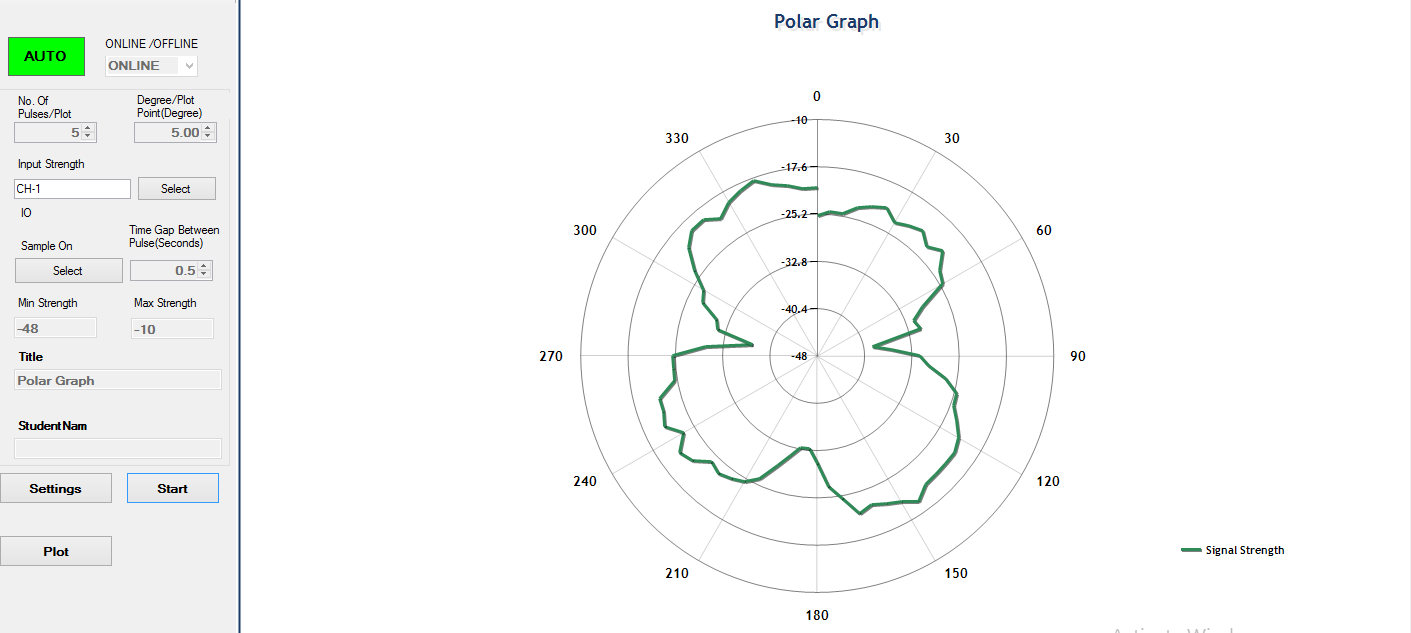 Polar Graph
AUTO
ONLINE /OFFLINE
ONLINE
No. Of
Pulses/Plot
Degree/Plot
Point(Degree)
5
5.00
Input Strength
CH-1
Select
IO
Sample On
Time Gap Between
Pulse(Seconds)
Select
0.5
Min Strength
Max Strength
-48
-10
Title
Polar Graph
StudentNam
Settings
Start
Plot
0
30
60
90
120
150
180
210
240
270
300
330
-10
-17.6
-25.2
-32.8
-40.4
-48
Signal Strength